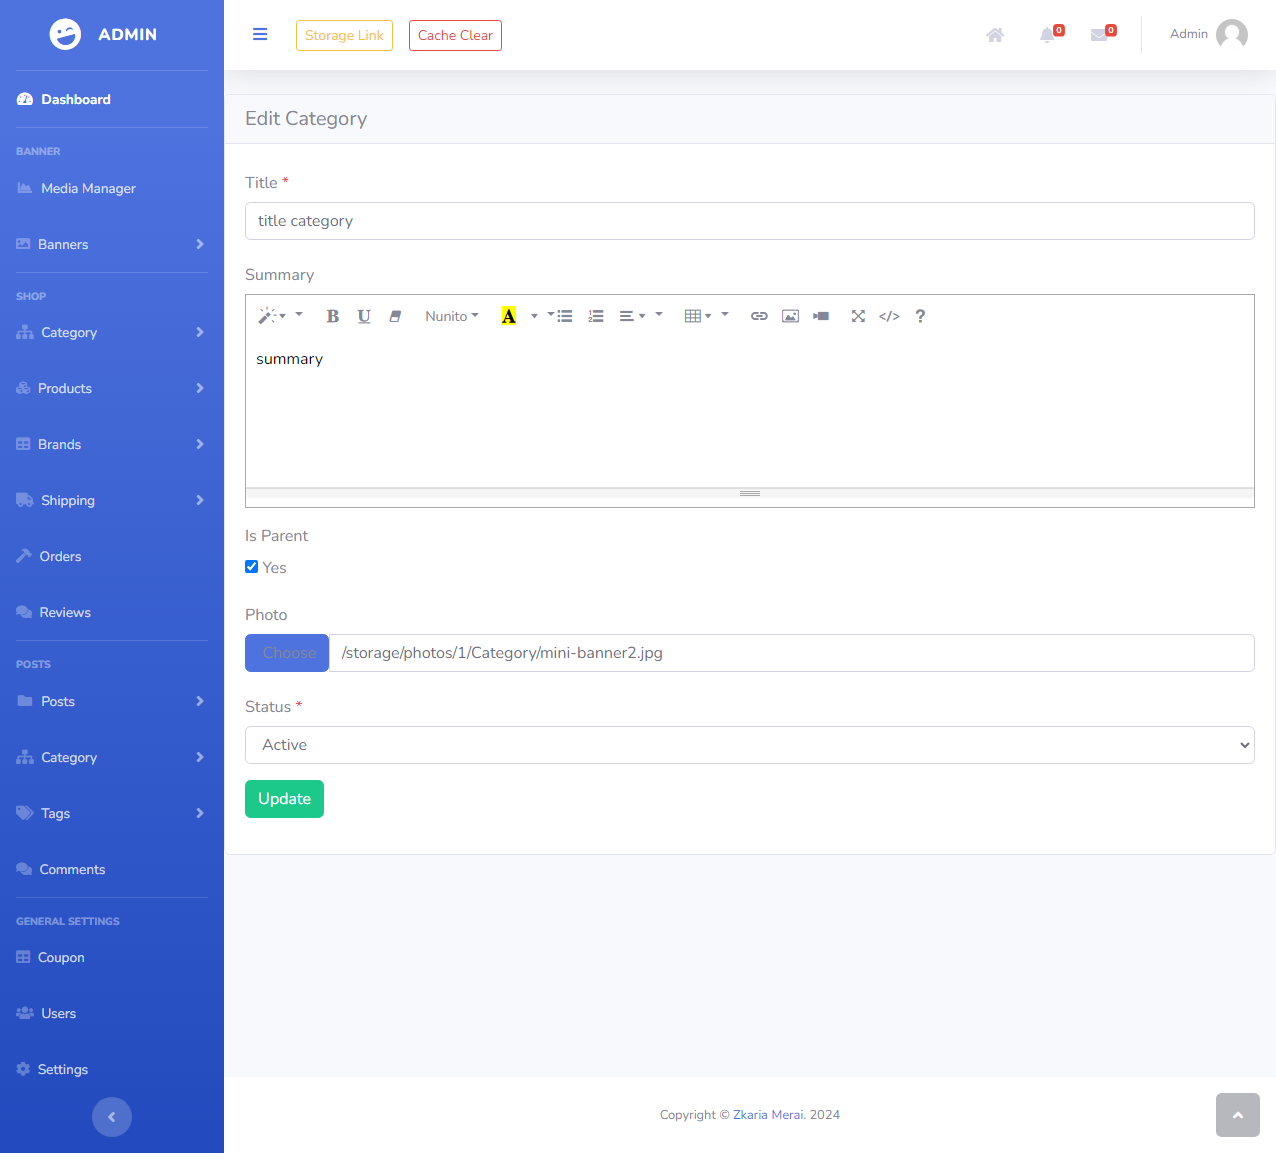 ADMIN
Storage Link
Cache Clear
0
0
Admin
Dashboard
BANNER
Media Manager
Banners
SHOP
Category
Products
Brands
Shipping
Orders
Reviews
POSTS
Posts
Category
Tags
Comments
GENERAL SETTINGS
Coupon
Users
Settings
Edit Category
Title *
title category
Summary
B U Nunito A </> ?
summary
Is Parent
Yes
Photo
Choose /storage/photos/1/Category/mini-banner2.jpg
Status *
Active
Update
Copyright © Zkaria Merai. 2024